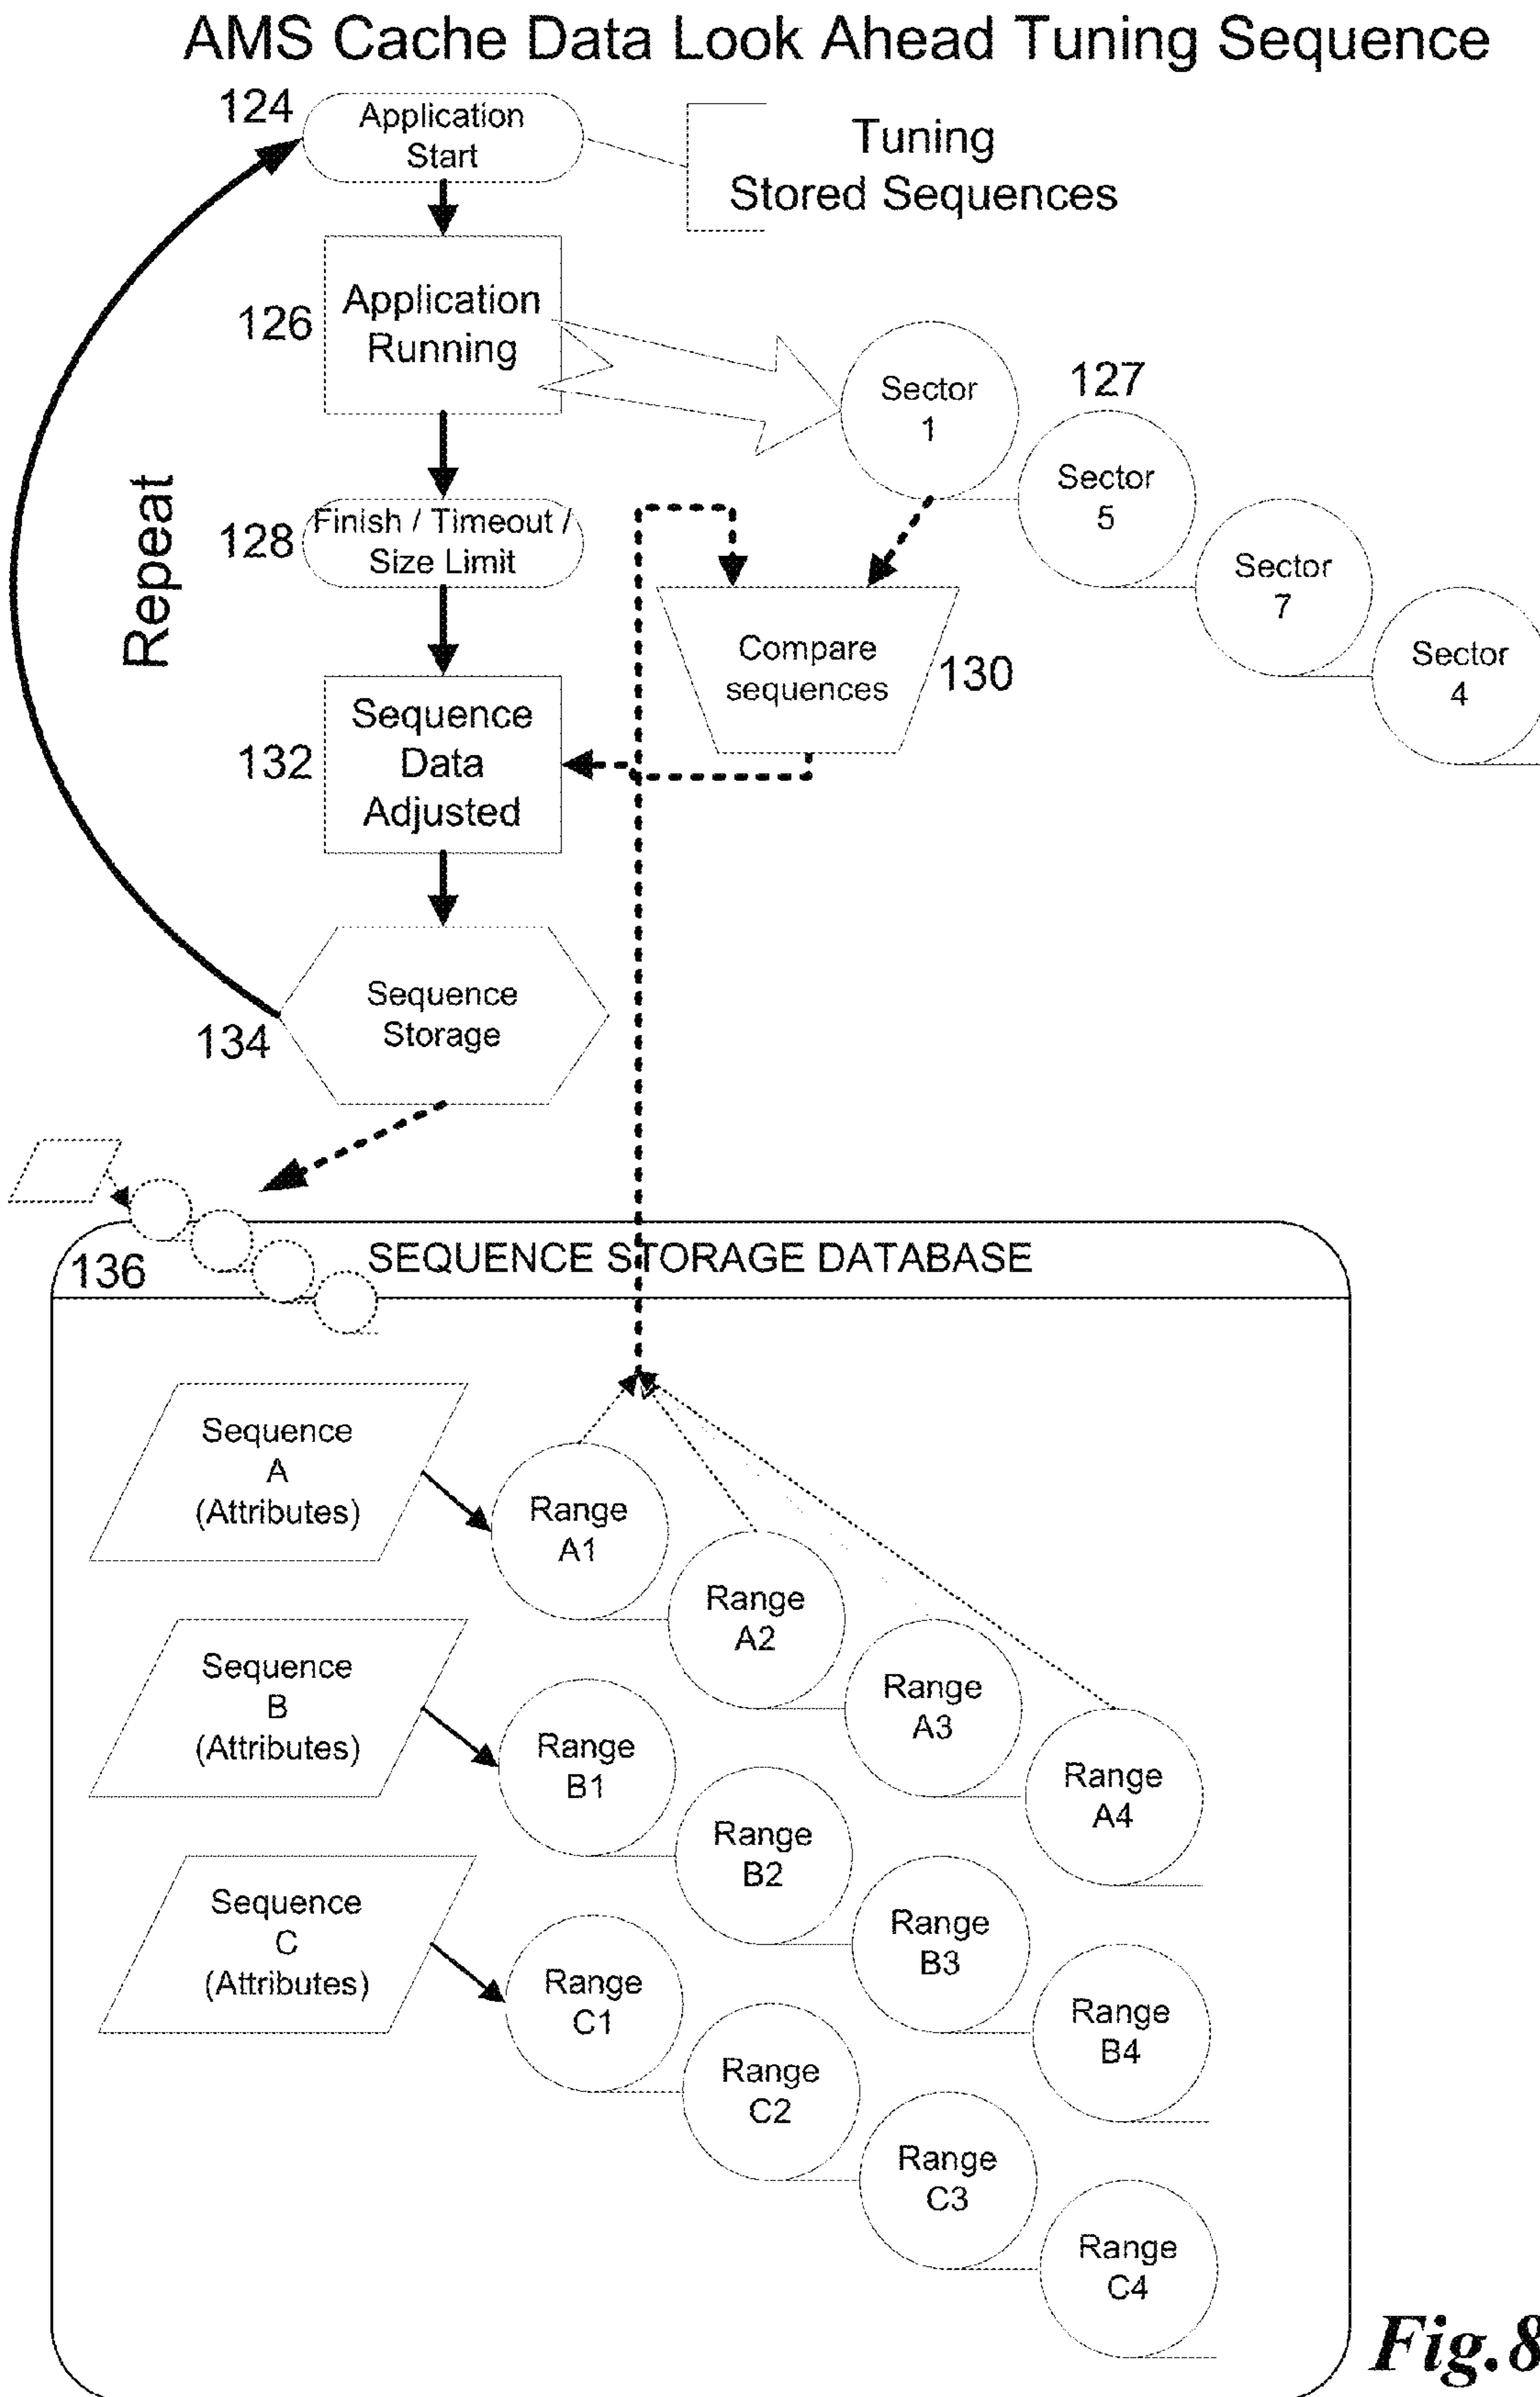 AMS Cache Data Look Ahead Tuning Sequence
124
Application
Start
Tuning
Stored Sequences
126
Application
Running
Sector
1
127
Sector
5
Sector
7
Sector
4
Repeat
128
Finish / Timeout /
Size Limit
Compare
sequences
130
132
Sequence
Data
Adjusted
134
Sequence
Storage
136
SEQUENCE STORAGE DATABASE
Sequence
A
(Attributes)
Range
A1
Range
A2
Range
A3
Range
A4
Sequence
B
(Attributes)
Range
B1
Range
B2
Range
B3
Range
B4
Sequence
C
(Attributes)
Range
C1
Range
C2
Range
C3
Range
C4
Fig.8